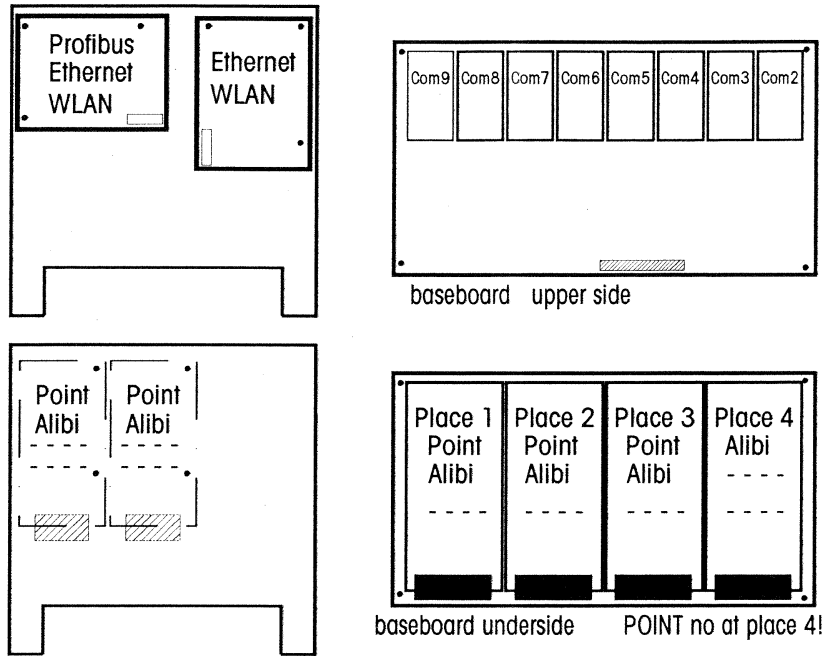 Profibus
Ethernet
WLAN
Ethernet
WLAN
Com9 Com8 Com7 Com6 Com5 Com4 Com3 Com2
baseboard upper side
Point
Alibi
Point
Alibi
Place 1
Point
Alibi
Place 2
Point
Alibi
Place 3
Point
Alibi
Place 4
Alibi
baseboard underside POINT no at place 4!